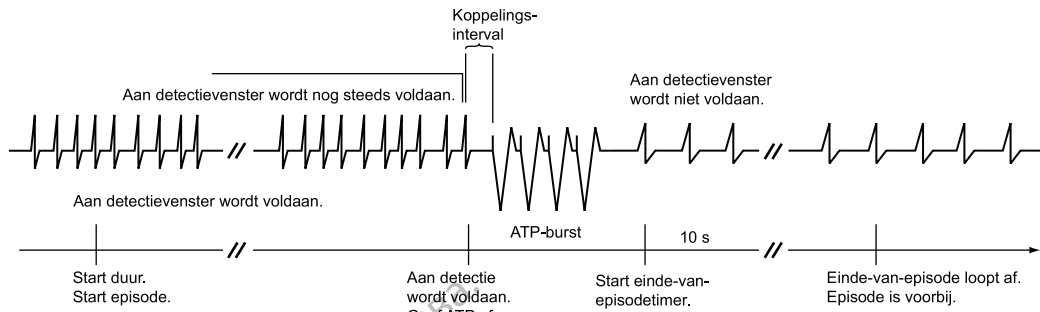 Koppelings-
interval
Aan detectievenster wordt nog steeds voldaan.
Aan detectievenster
wordt niet voldaan.
Aan detectievenster wordt voldaan.
ATP-burst
10 s
Start duur.
Start episode.
Aan detectie
wordt voldaan.
Start einde-van-
episodetimer.
Einde-van-episode loopt af.
Episode is voorbij.